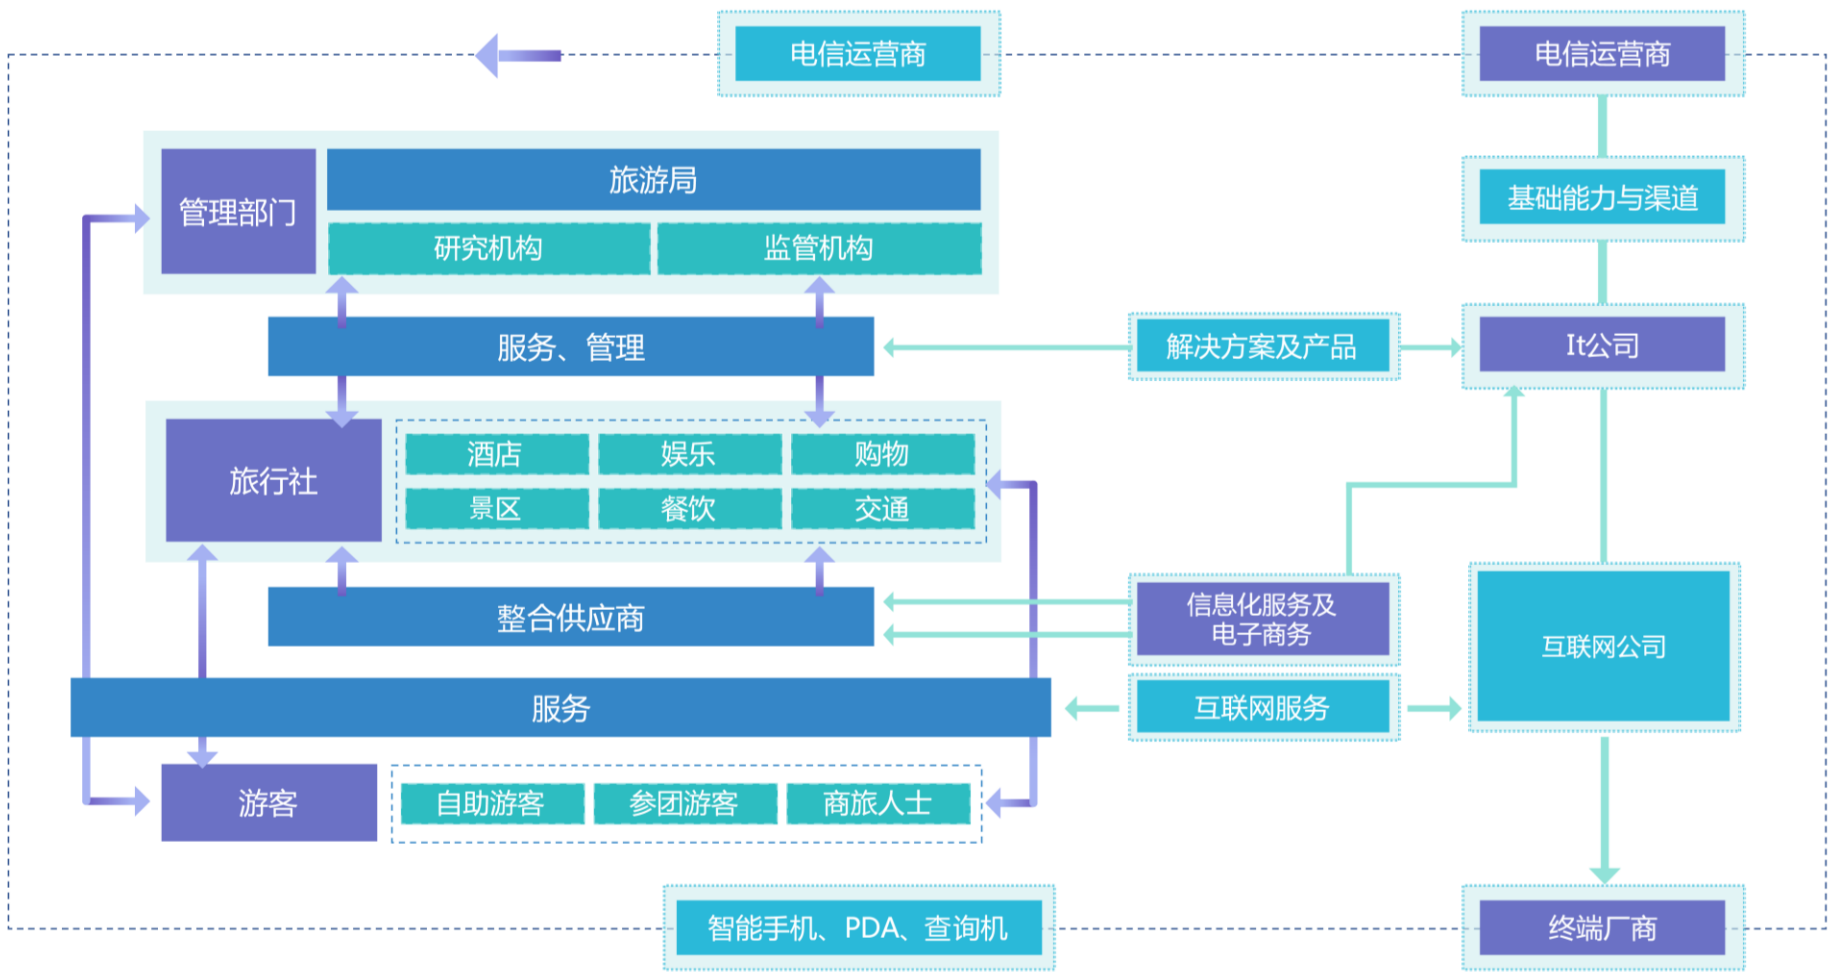 电信运营商
电信运营商
管理部门
旅游局
研究机构
监管机构
基础能力与渠道
服务、管理
解决方案及产品
It公司
旅行社
酒店
娱乐
购物
景区
餐饮
交通
整合供应商
信息化服务及
电子商务
互联网公司
服务
互联网服务
游客
自助游客
参团游客
商旅人士
智能手机、PDA、查询机
终端厂商